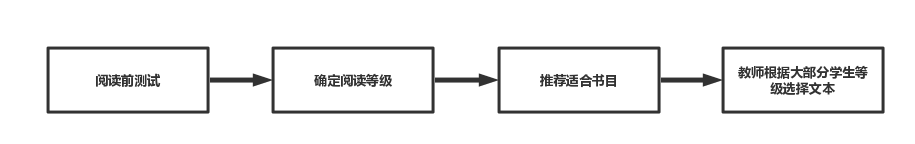 阅读前测试
确定阅读等级
推荐适合书目
教师根据大部分学生等
级选择文本